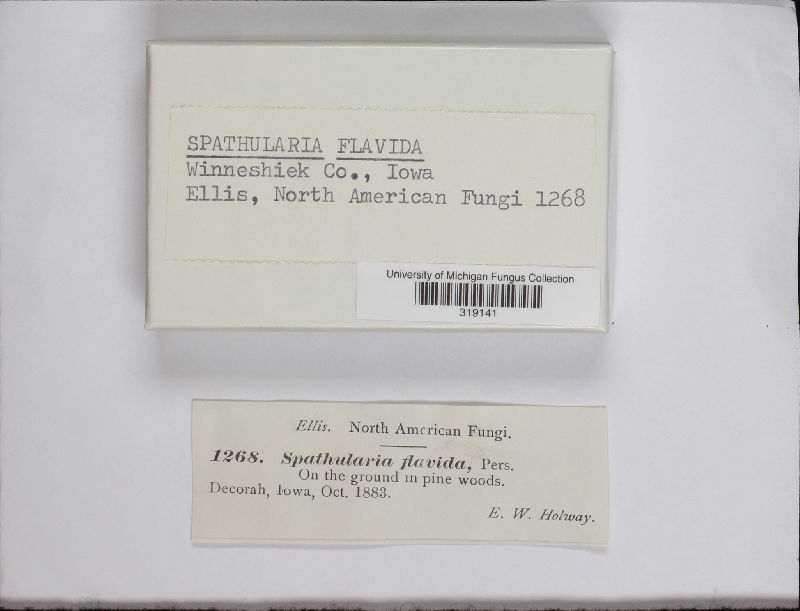 SPATHULARIA FLAVIDA
Winneshiek Co., Iowa
Ellis, North American Fungi 1268
University of Michigan Fungus Collection
319141
Ellis. North American Fungi.
1268. Spathularia flavida, Pers.
On the ground in pine woods.
Decorah, Iowa, Oct. 1883.
E. W. Holway.